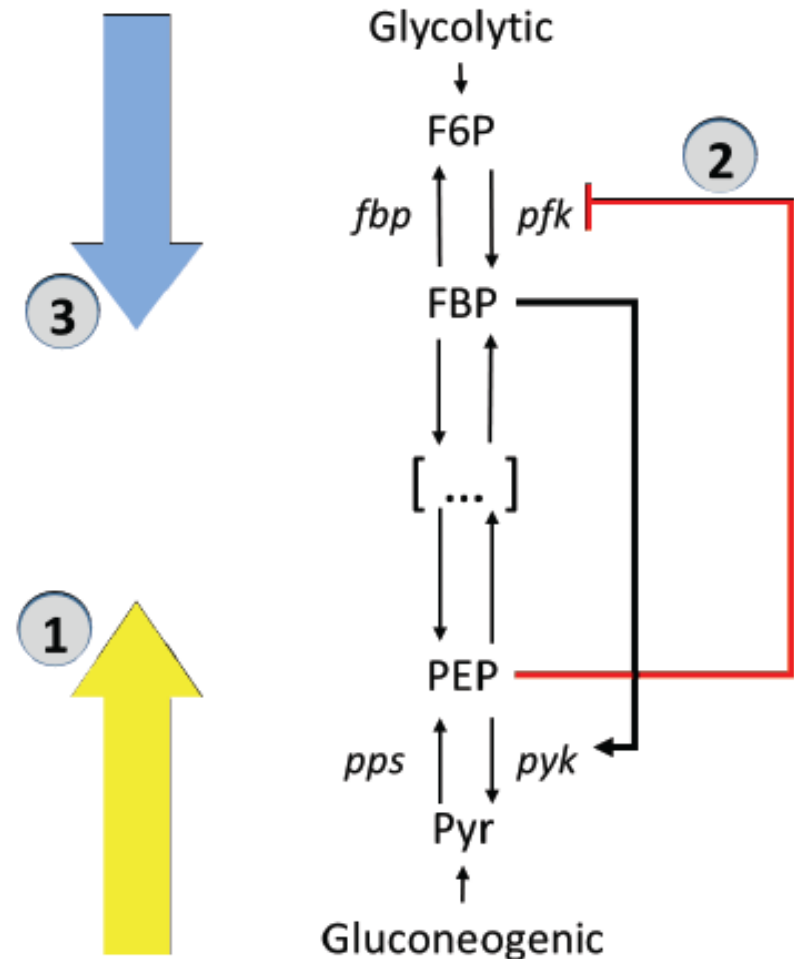 Glycolytic
F6P
2
fbp
pfk
3
FBP
[ ... ]
1
PEP
pps
pyk
Pyr
Gluconeogenic